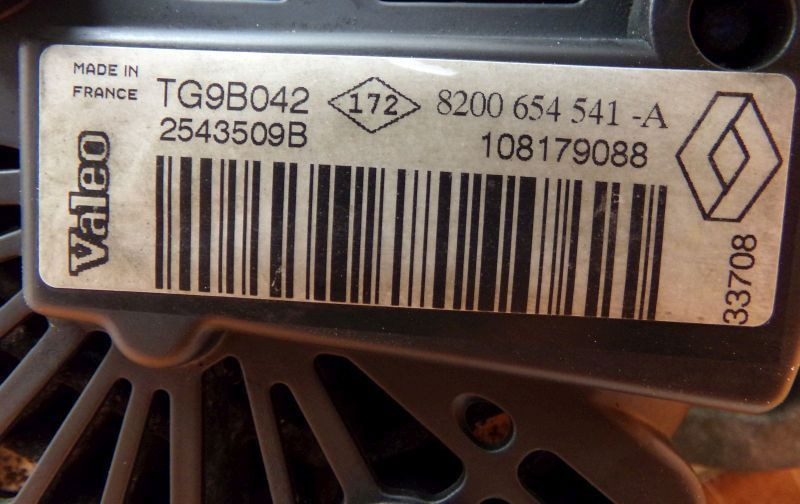 MADE IN
FRANCE
TG9B042
172
8200 654 541 -A
2543509B
108179088
Valeo
33708